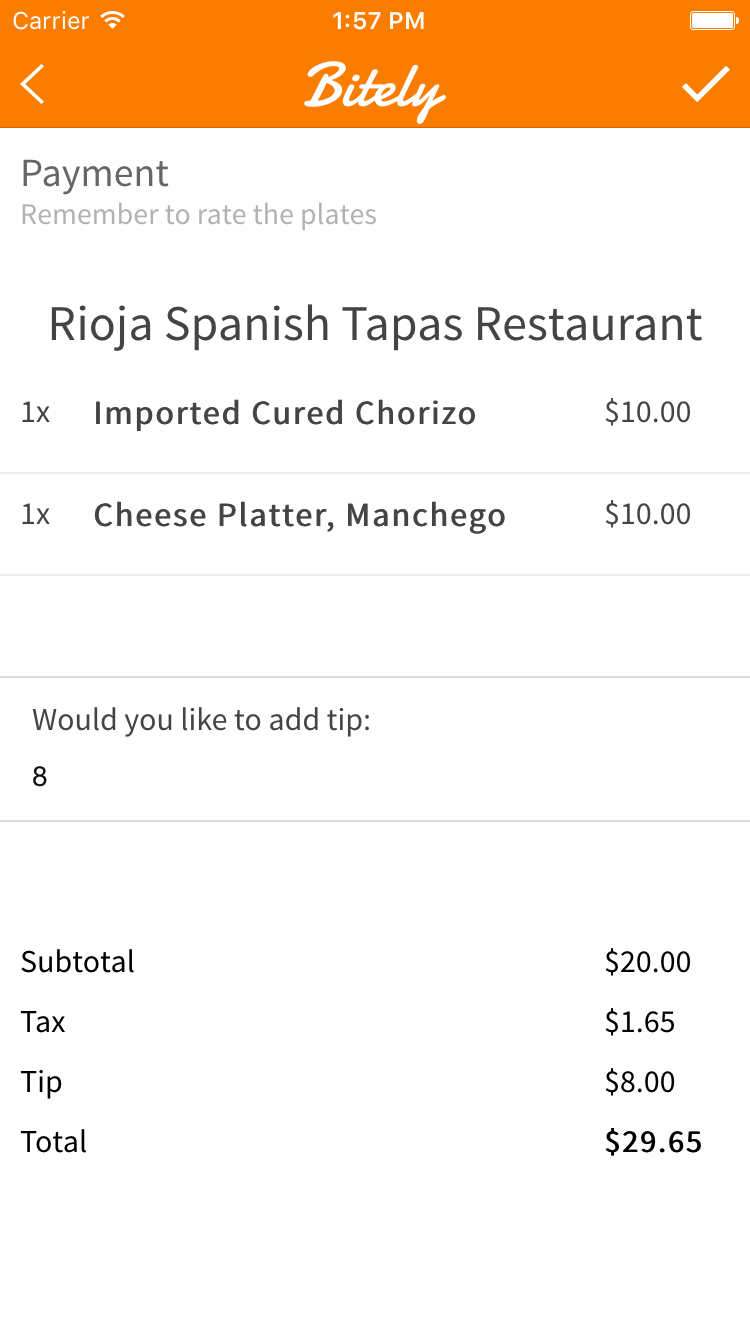 Carrier 1:57 PM
Bitely
Payment
Remember to rate the plates
Rioja Spanish Tapas Restaurant
1x Imported Cured Chorizo $10.00
1x Cheese Platter, Manchego $10.00
Would you like to add tip:
8
Subtotal $20.00
Tax $1.65
Tip $8.00
Total $29.65